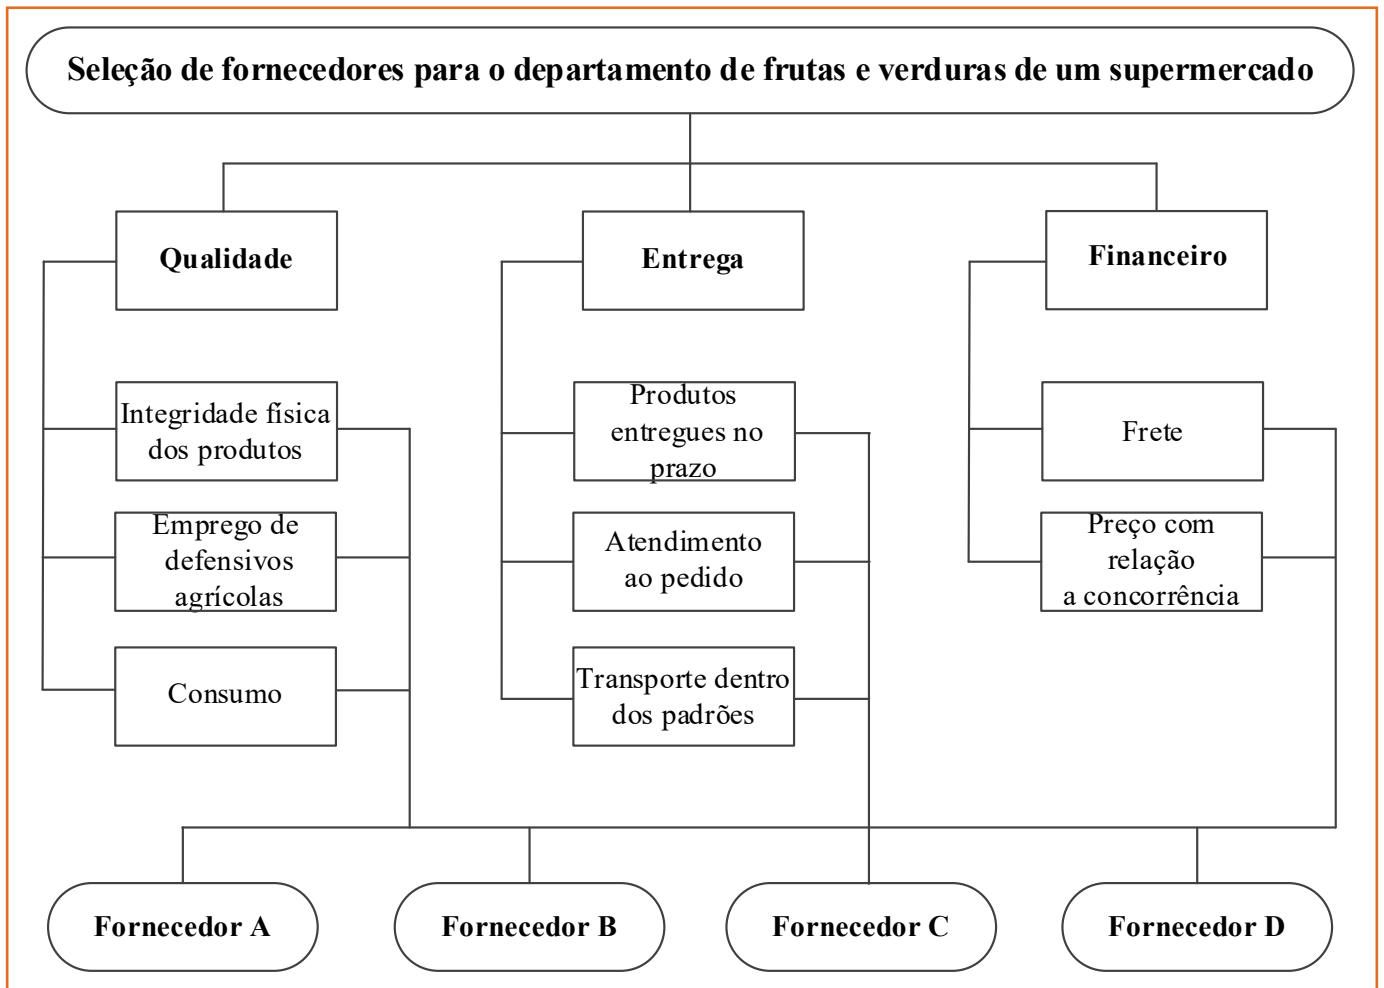 Seleção de fornecedores para o departamento de frutas e verduras de um supermercado
Qualidade
Entrega
Financeiro
Integridade física
dos produtos
Produtos
entregues no
prazo
Frete
Emprego de
defensivos
agrícolas
Atendimento
ao pedido
Preço com
relação
a concorrência
Consumo
Transporte dentro
dos padrões
Fornecedor A
Fornecedor B
Fornecedor C
Fornecedor D